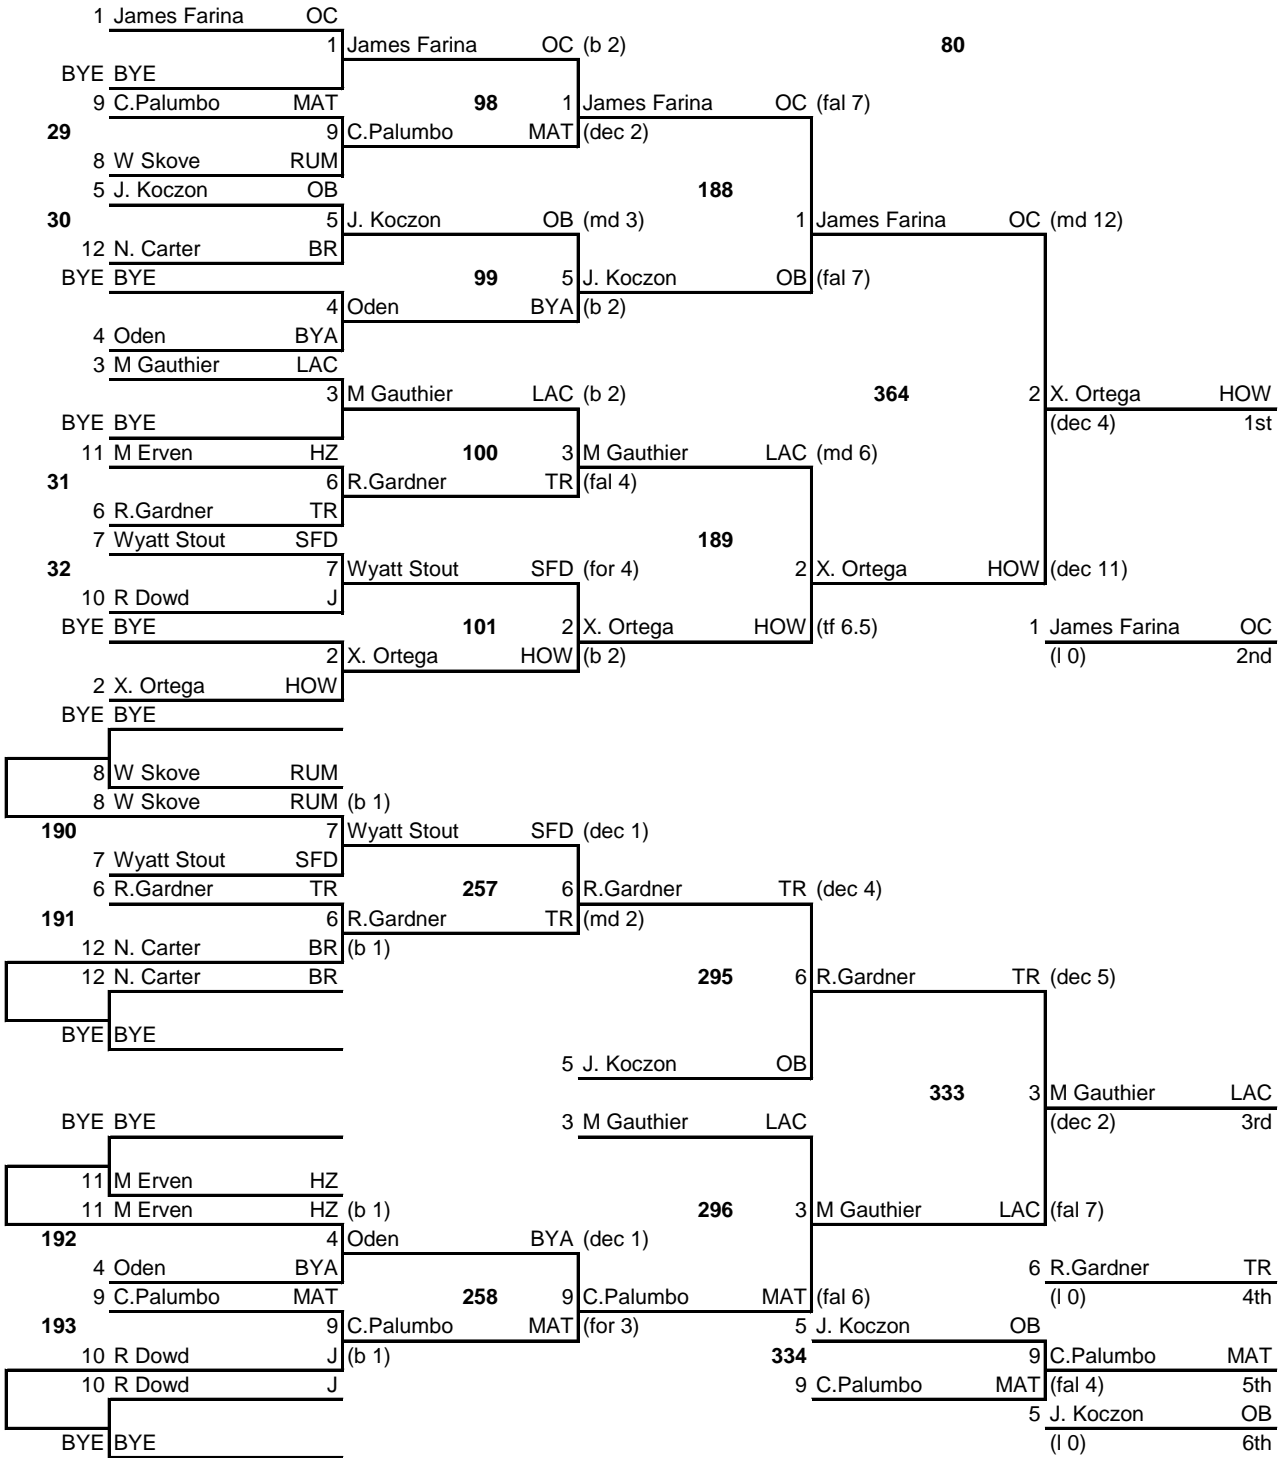 1 James Farina OC
1 James Farina OC (b 2) 80
BYE BYE
9 C.Palumbo MAT 98 1 James Farina OC (fal 7)
29 9 C.Palumbo MAT (dec 2)
8 W Skove RUM
5 J. Koczon OB 188
30 5 J. Koczon OB (md 3) 1 James Farina OC (md 12)
12 N. Carter BR
BYE BYE 99 5 J. Koczon OB (fal 7)
4 Oden BYA (b 2)
4 Oden BYA
3 M Gauthier LAC
3 M Gauthier LAC (b 2) 364 2 X. Ortega HOW
BYE BYE (dec 4) 1st
11 M Erven HZ 100 3 M Gauthier LAC (md 6)
31 6 R.Gardner TR (fal 4)
6 R.Gardner TR
7 Wyatt Stout SFD 189
32 7 Wyatt Stout SFD (for 4) 2 X. Ortega HOW (dec 11)
10 R Dowd J
BYE BYE 101 2 X. Ortega HOW (tf 6.5) 1 James Farina OC
2 X. Ortega HOW (b 2) (l 0) 2nd
2 X. Ortega HOW
BYE BYE
8 W Skove RUM
8 W Skove RUM (b 1)
190 7 Wyatt Stout SFD (dec 1)
7 Wyatt Stout SFD
6 R.Gardner TR 257 6 R.Gardner TR (dec 4)
191 6 R.Gardner TR (md 2)
12 N. Carter BR (b 1)
12 N. Carter BR 295 6 R.Gardner TR (dec 5)
BYE BYE
5 J. Koczon OB
333 3 M Gauthier LAC
BYE BYE 3 M Gauthier LAC (dec 2) 3rd
11 M Erven HZ
11 M Erven HZ (b 1) 296 3 M Gauthier LAC (fal 7)
192 4 Oden BYA (dec 1)
4 Oden BYA 6 R.Gardner TR
9 C.Palumbo MAT 258 9 C.Palumbo MAT (fal 6) (l 0) 4th
193 9 C.Palumbo MAT (for 3) 5 J. Koczon OB
10 R Dowd J (b 1) 334 9 C.Palumbo MAT
10 R Dowd J 9 C.Palumbo MAT (fal 4) 5th
5 J. Koczon OB
BYE BYE (l 0) 6th